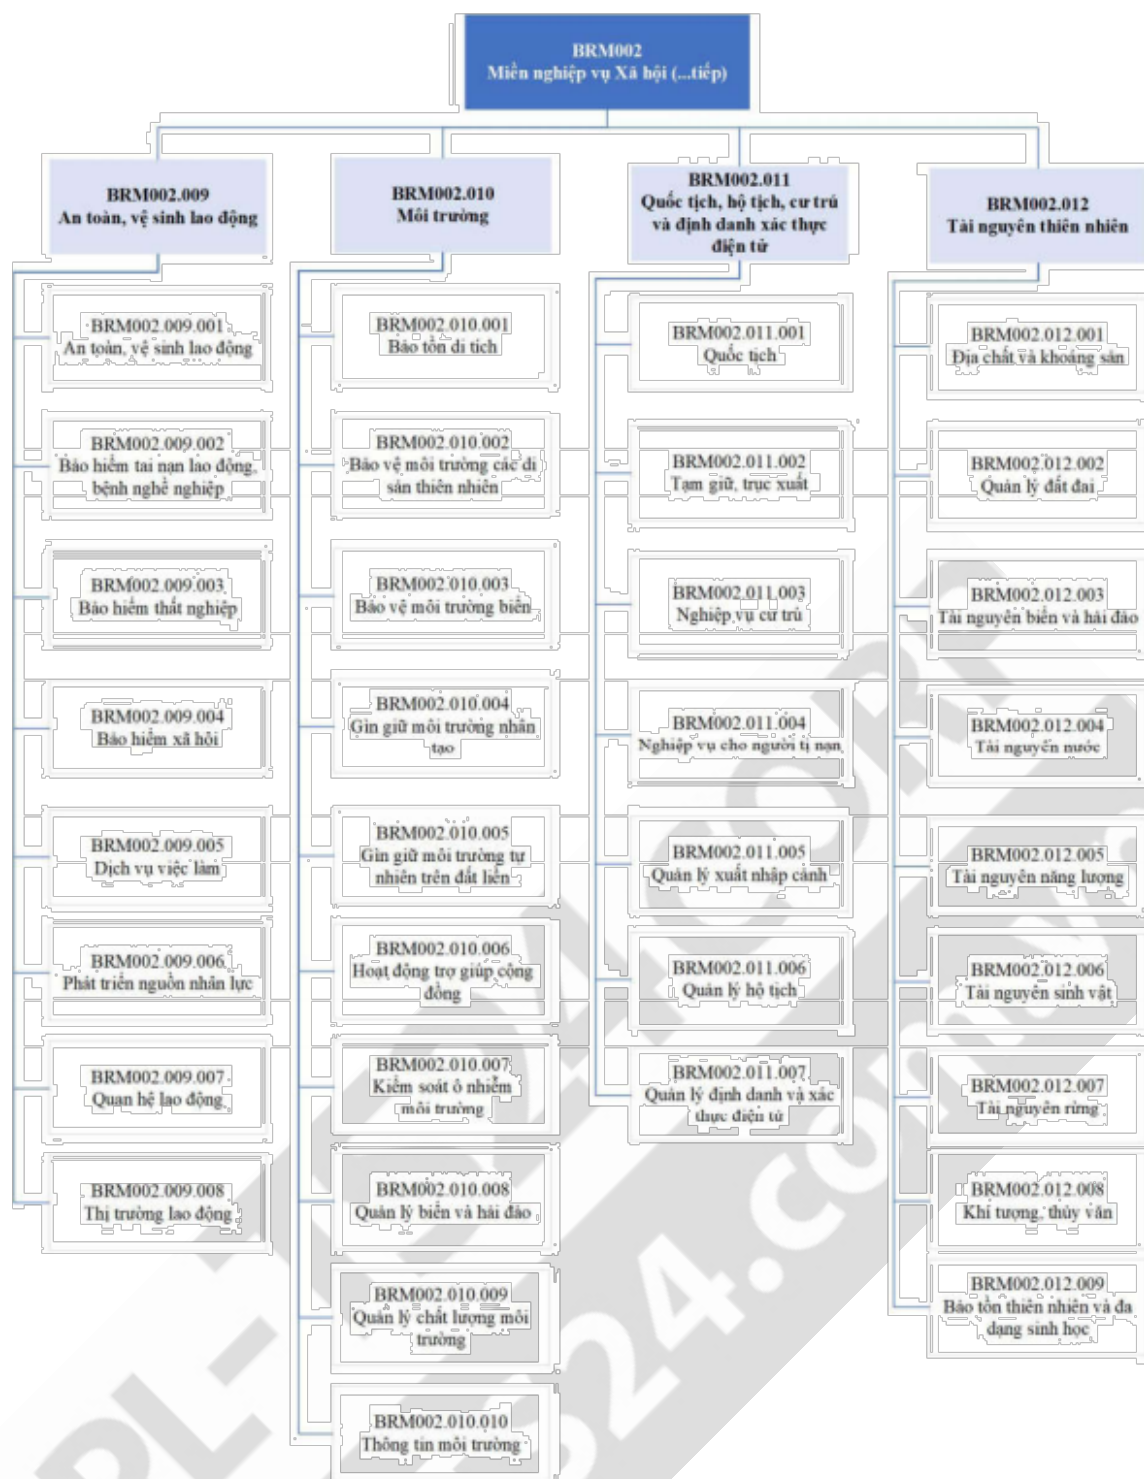 BRM002
Miền nghiệp vụ Xã hội (...tiếp)
BRM002.009
An toàn, vệ sinh lao động
BRM002.009.001
An toàn, vệ sinh lao động
BRM002.009.002
Bảo hiểm tai nạn lao động,
bệnh nghề nghiệp
BRM002.009.003
Bảo hiểm thất nghiệp
BRM002.009.004
Bảo hiểm xã hội
BRM002.009.005
Dịch vụ việc làm
BRM002.009.006
Phát triển nguồn nhân lực
BRM002.009.007
Quan hệ lao động
BRM002.009.008
Thị trường lao động
BRM002.010
Môi trường
BRM002.010.001
Bảo tồn di tích
BRM002.010.002
Bảo vệ môi trường các di
sản thiên nhiên
BRM002.010.003
Bảo vệ môi trường biển
BRM002.010.004
Gìn giữ môi trường nhân
tạo
BRM002.010.005
Gìn giữ môi trường tự
nhiên trên đất liền
BRM002.010.006
Hoạt động trợ giúp cộng
đồng
BRM002.010.007
Kiểm soát ô nhiễm
môi trường
BRM002.010.008
Quản lý biển và hải đảo
BRM002.010.009
Quản lý chất lượng môi
trường
BRM002.010.010
Thông tin môi trường
BRM002.011
Quốc tịch, hộ tịch, cư trú
và định danh xác thực
điện tử
BRM002.011.001
Quốc tịch
BRM002.011.002
Tạm giữ, trục xuất
BRM002.011.003
Nghiệp vụ cư trú
BRM002.011.004
Nghiệp vụ cho người tị nạn
BRM002.011.005
Quản lý xuất nhập cảnh
BRM002.011.006
Quản lý hộ tịch
BRM002.011.007
Quản lý định danh và xác
thực điện tử
BRM002.012
Tài nguyên thiên nhiên
BRM002.012.001
Địa chất và khoáng sản
BRM002.012.002
Quản lý đất đai
BRM002.012.003
Tài nguyên biển và hải đảo
BRM002.012.004
Tài nguyên nước
BRM002.012.005
Tài nguyên năng lượng
BRM002.012.006
Tài nguyên sinh vật
BRM002.012.007
Tài nguyên rừng
BRM002.012.008
Khí tượng, thủy văn
BRM002.012.009
Bảo tồn thiên nhiên và đa
dạng sinh học